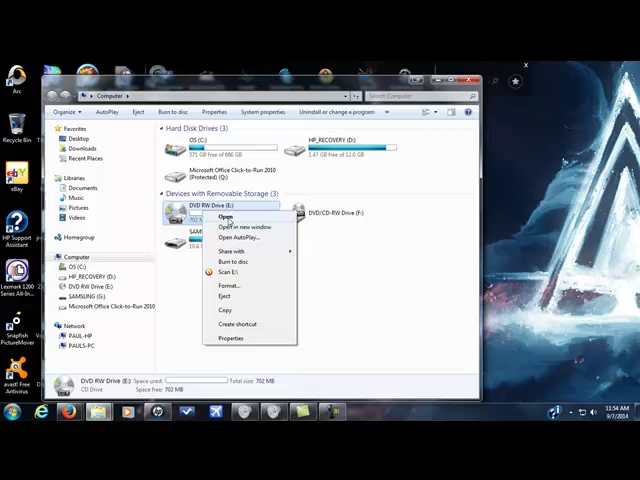 Arc
Recycle Bin
eBay
HP Support
Assistant
Lexmark 1200
Series All-In...
Snapfish
PictureMover
avast! Free
Computer
Search Computer
Organize
AutoPlay
Eject
Burn to disc
Properties
System properties
Uninstall or change a program
»
Favorites
Desktop
Downloads
Recent Places
Libraries
Documents
Music
Pictures
Videos
Homegroup
Computer
OS (C:)
HP_RECOVERY (D:)
DVD RW Drive (E:)
SAMSUNG (G:)
Microsoft Office Click-to-Run 2010
Network
PAUL-HP
PAULS-PC
Hard Disk Drives (3)
OS (C:)
571 GB free of 686 GB
HP_RECOVERY (D:)
1.47 GB free of 12.0 GB
Microsoft Office Click-to-Run 2010
(Protected) (Q:)
Devices with Removable Storage (3)
DVD RW Drive (E:)
702 M
DVD/CD-RW Drive (F:)
SAM
10.6
Open
Open in new window
Open AutoPlay...
Share with
Burn to disc
Scan E:\
Format...
Eject
Copy
Create shortcut
Properties
DVD RW Drive (E:) Space used: Total size: 702 MB
CD Drive Space free: 702 MB
11:54 AM
9/7/2014